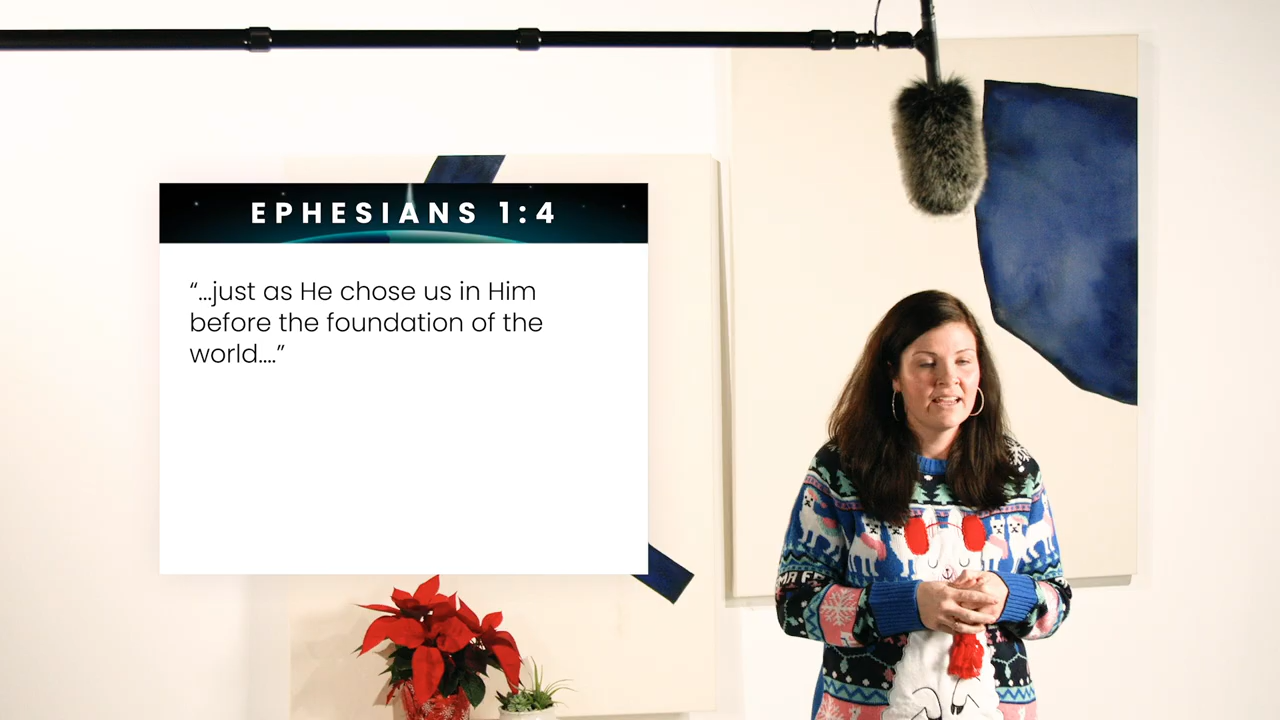 EPHESIANS 1:4
“...just as He chose us in Him
before the foundation of the
world....”